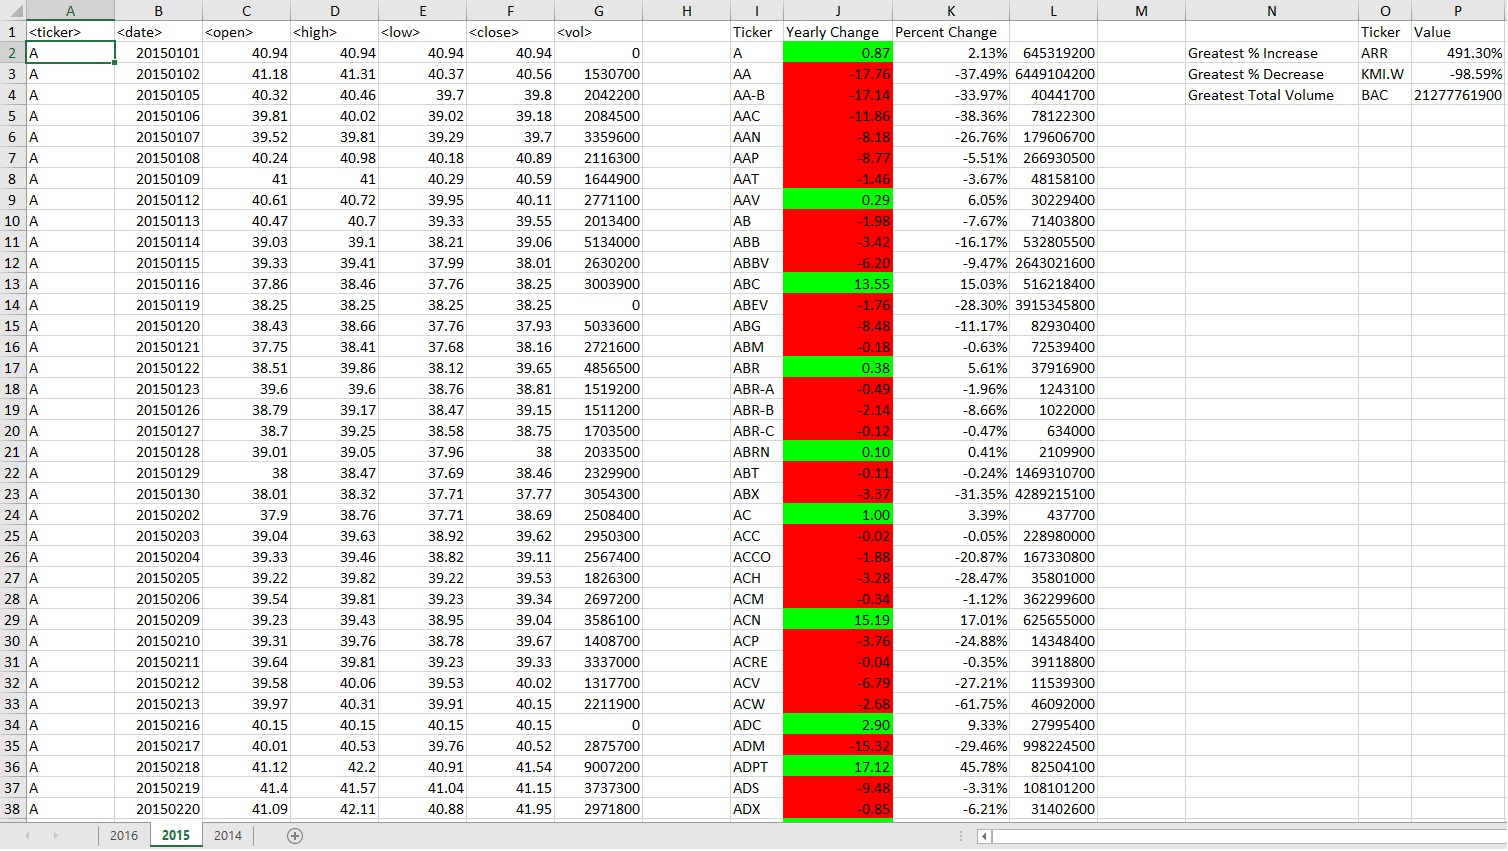 A B C D E F G H I J K L M N O P
1 <ticker> <date> <open> <high> <low> <close> <vol> Ticker Yearly Change Percent Change Ticker Value
2 A 20150101 40.94 40.94 40.94 40.94 0 A 0.87 2.13% 645319200 Greatest % Increase ARR 491.30%
3 A 20150102 41.18 41.31 40.37 40.56 1530700 AA -17.76 -37.49% 6449104200 Greatest % Decrease KMI.W -98.59%
4 A 20150105 40.32 40.46 39.7 39.8 2042200 AA-B -17.14 -33.97% 40441700 Greatest Total Volume BAC 21277761900
5 A 20150106 39.81 40.02 39.02 39.18 2084500 AAC -11.86 -38.36% 78122300
6 A 20150107 39.52 39.81 39.29 39.7 3359600 AAN -8.18 -26.76% 179606700
7 A 20150108 40.24 40.98 40.18 40.89 2116300 AAP -8.77 -5.51% 266930500
8 A 20150109 41 41 40.29 40.59 1644900 AAT -1.46 -3.67% 48158100
9 A 20150112 40.61 40.72 39.95 40.11 2771100 AAV 0.29 6.05% 30229400
10 A 20150113 40.47 40.7 39.33 39.55 2013400 AB -1.98 -7.67% 71403800
11 A 20150114 39.03 39.1 38.21 39.06 5134000 ABB -3.42 -16.17% 532805500
12 A 20150115 39.33 39.41 37.99 38.01 2630200 ABBV -6.20 -9.47% 2643021600
13 A 20150116 37.86 38.46 37.76 38.25 3003900 ABC 13.55 15.03% 516218400
14 A 20150119 38.25 38.25 38.25 38.25 0 ABEV -1.76 -28.30% 3915345800
15 A 20150120 38.43 38.66 37.76 37.93 5033600 ABG -8.48 -11.17% 82930400
16 A 20150121 37.75 38.41 37.68 38.16 2721600 ABM -0.18 -0.63% 72539400
17 A 20150122 38.51 39.86 38.12 39.65 4856500 ABR 0.38 5.61% 37916900
18 A 20150123 39.6 39.6 38.76 38.81 1519200 ABR-A -0.49 -1.96% 1243100
19 A 20150126 38.79 39.17 38.47 39.15 1511200 ABR-B -2.14 -8.66% 1022000
20 A 20150127 38.7 39.25 38.58 38.75 1703500 ABR-C -0.12 -0.47% 634000
21 A 20150128 39.01 39.05 37.96 38 2033500 ABRN 0.10 0.41% 2109900
22 A 20150129 38 38.47 37.69 38.46 2329900 ABT -0.11 -0.24% 1469310700
23 A 20150130 38.01 38.32 37.71 37.77 3054300 ABX -3.37 -31.35% 4289215100
24 A 20150202 37.9 38.76 37.71 38.69 2508400 AC 1.00 3.39% 437700
25 A 20150203 39.04 39.63 38.92 39.62 2950300 ACC -0.02 -0.05% 228980000
26 A 20150204 39.33 39.46 38.82 39.11 2567400 ACCO -1.88 -20.87% 167330800
27 A 20150205 39.22 39.82 39.22 39.53 1826300 ACH -3.28 -28.47% 35801000
28 A 20150206 39.54 39.81 39.23 39.34 2697200 ACM -0.34 -1.12% 362299600
29 A 20150209 39.23 39.43 38.95 39.04 3586100 ACN 15.19 17.01% 625655000
30 A 20150210 39.31 39.76 38.78 39.67 1408700 ACP -3.76 -24.88% 14348400
31 A 20150211 39.64 39.81 39.23 39.33 3337000 ACRE -0.04 -0.35% 39118800
32 A 20150212 39.58 40.06 39.53 40.02 1317700 ACV -6.79 -27.21% 11539300
33 A 20150213 39.97 40.31 39.91 40.15 2211900 ACW -2.68 -61.75% 46092000
34 A 20150216 40.15 40.15 40.15 40.15 0 ADC 2.90 9.33% 27995400
35 A 20150217 40.01 40.53 39.76 40.52 2875700 ADM -15.32 -29.46% 998224500
36 A 20150218 41.12 42.2 40.91 41.54 9007200 ADPT 17.12 45.78% 82504100
37 A 20150219 41.4 41.57 41.04 41.15 3737300 ADS -9.48 -3.31% 108101200
38 A 20150220 41.09 42.11 40.88 41.95 2971800 ADX -0.85 -6.21% 31402600
2016 2015 2014